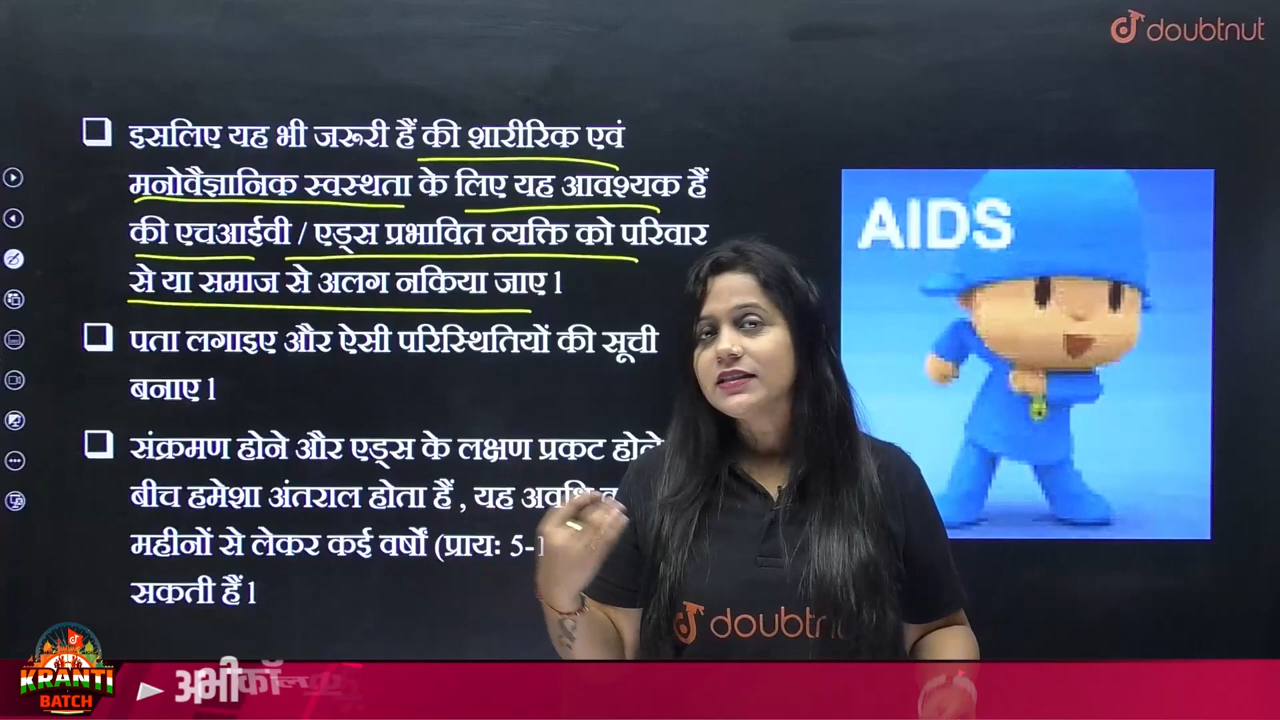 doubtnut
इसलिए यह भी जरूरी हैं की शारीरिक एवं
मनोवैज्ञानिक स्वस्थता के लिए यह आवश्यक हैं
की एचआईवी / एड्स प्रभावित व्यक्ति को परिवार
से या समाज से अलग नकिया जाए l
AIDS
पता लगाइए और ऐसी परिस्थितियों की सूची
बनाए l
संक्रमण होने और एड्स के लक्षण प्रकट
बीच हमेशा अंतराल होता हैं , यह अवधि
महीनों से लेकर कई वर्षों (प्रायः 5-
सकती हैं l
doubtnut
KRANTI
BATCH
अभी कॉल